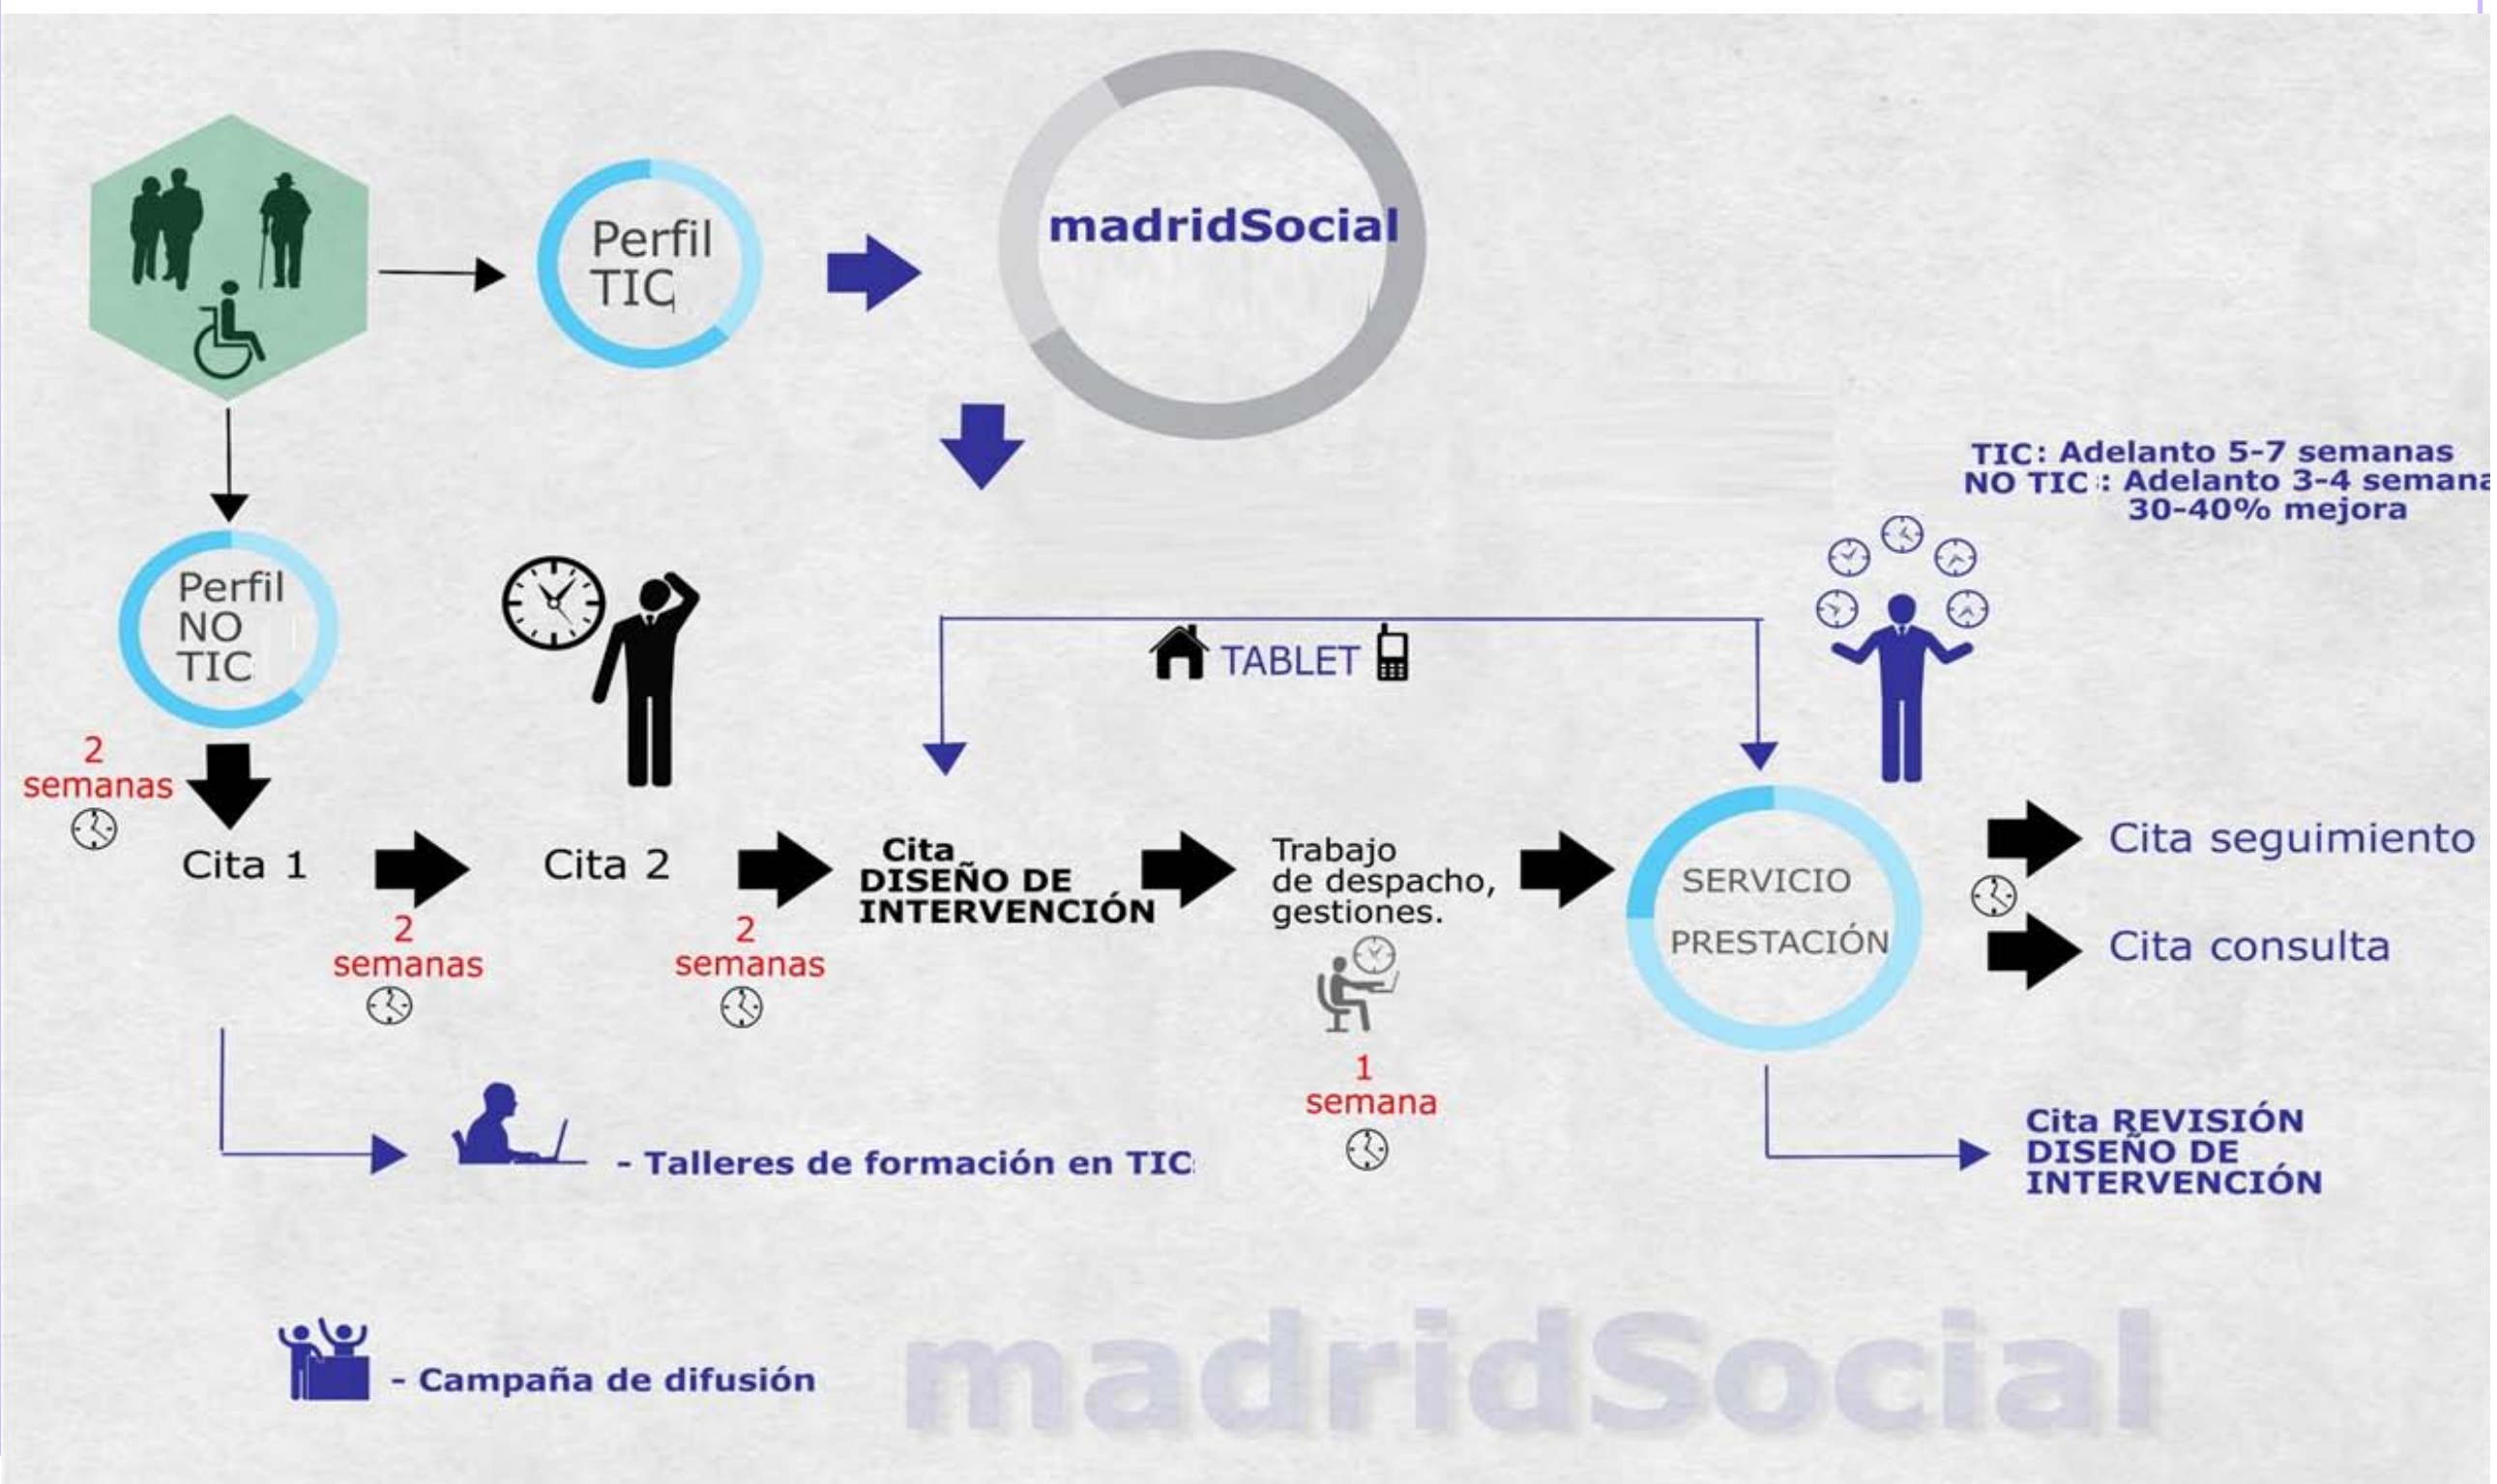 Perfil
TIC
madridSocial
TIC: Adelanto 5-7 semanas
NO TIC : Adelanto 3-4 semana
30-40% mejora
Perfil
NO
TIC
TABLET
2
semanas
Cita 1
2
semanas
Cita 2
2
semanas
Cita
DISEÑO DE
INTERVENCIÓN
Trabajo
de despacho,
gestiones.
1
semana
SERVICIO
PRESTACIÓN
Cita seguimiento
Cita consulta
Cita REVISIÓN
DISEÑO DE
INTERVENCIÓN
- Talleres de formación en TIC
- Campaña de difusión
madridSocial